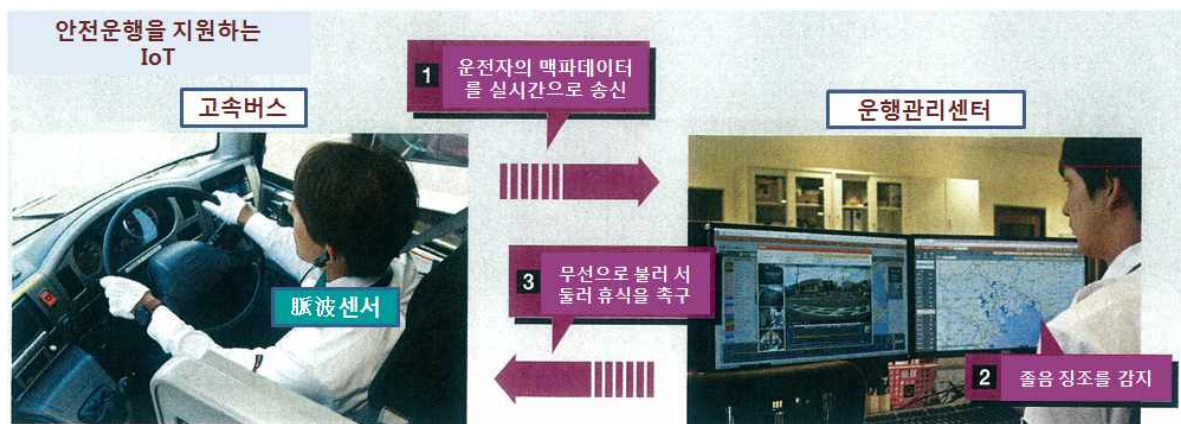 안전운행을 지원하는
IoT
고속버스
1
운전자의 맥파데이터
를 실시간으로 송신
운행관리센터
脈波센서
3
무선으로 불러 서
둘러 휴식을 촉구
2
졸음 징조를 감지